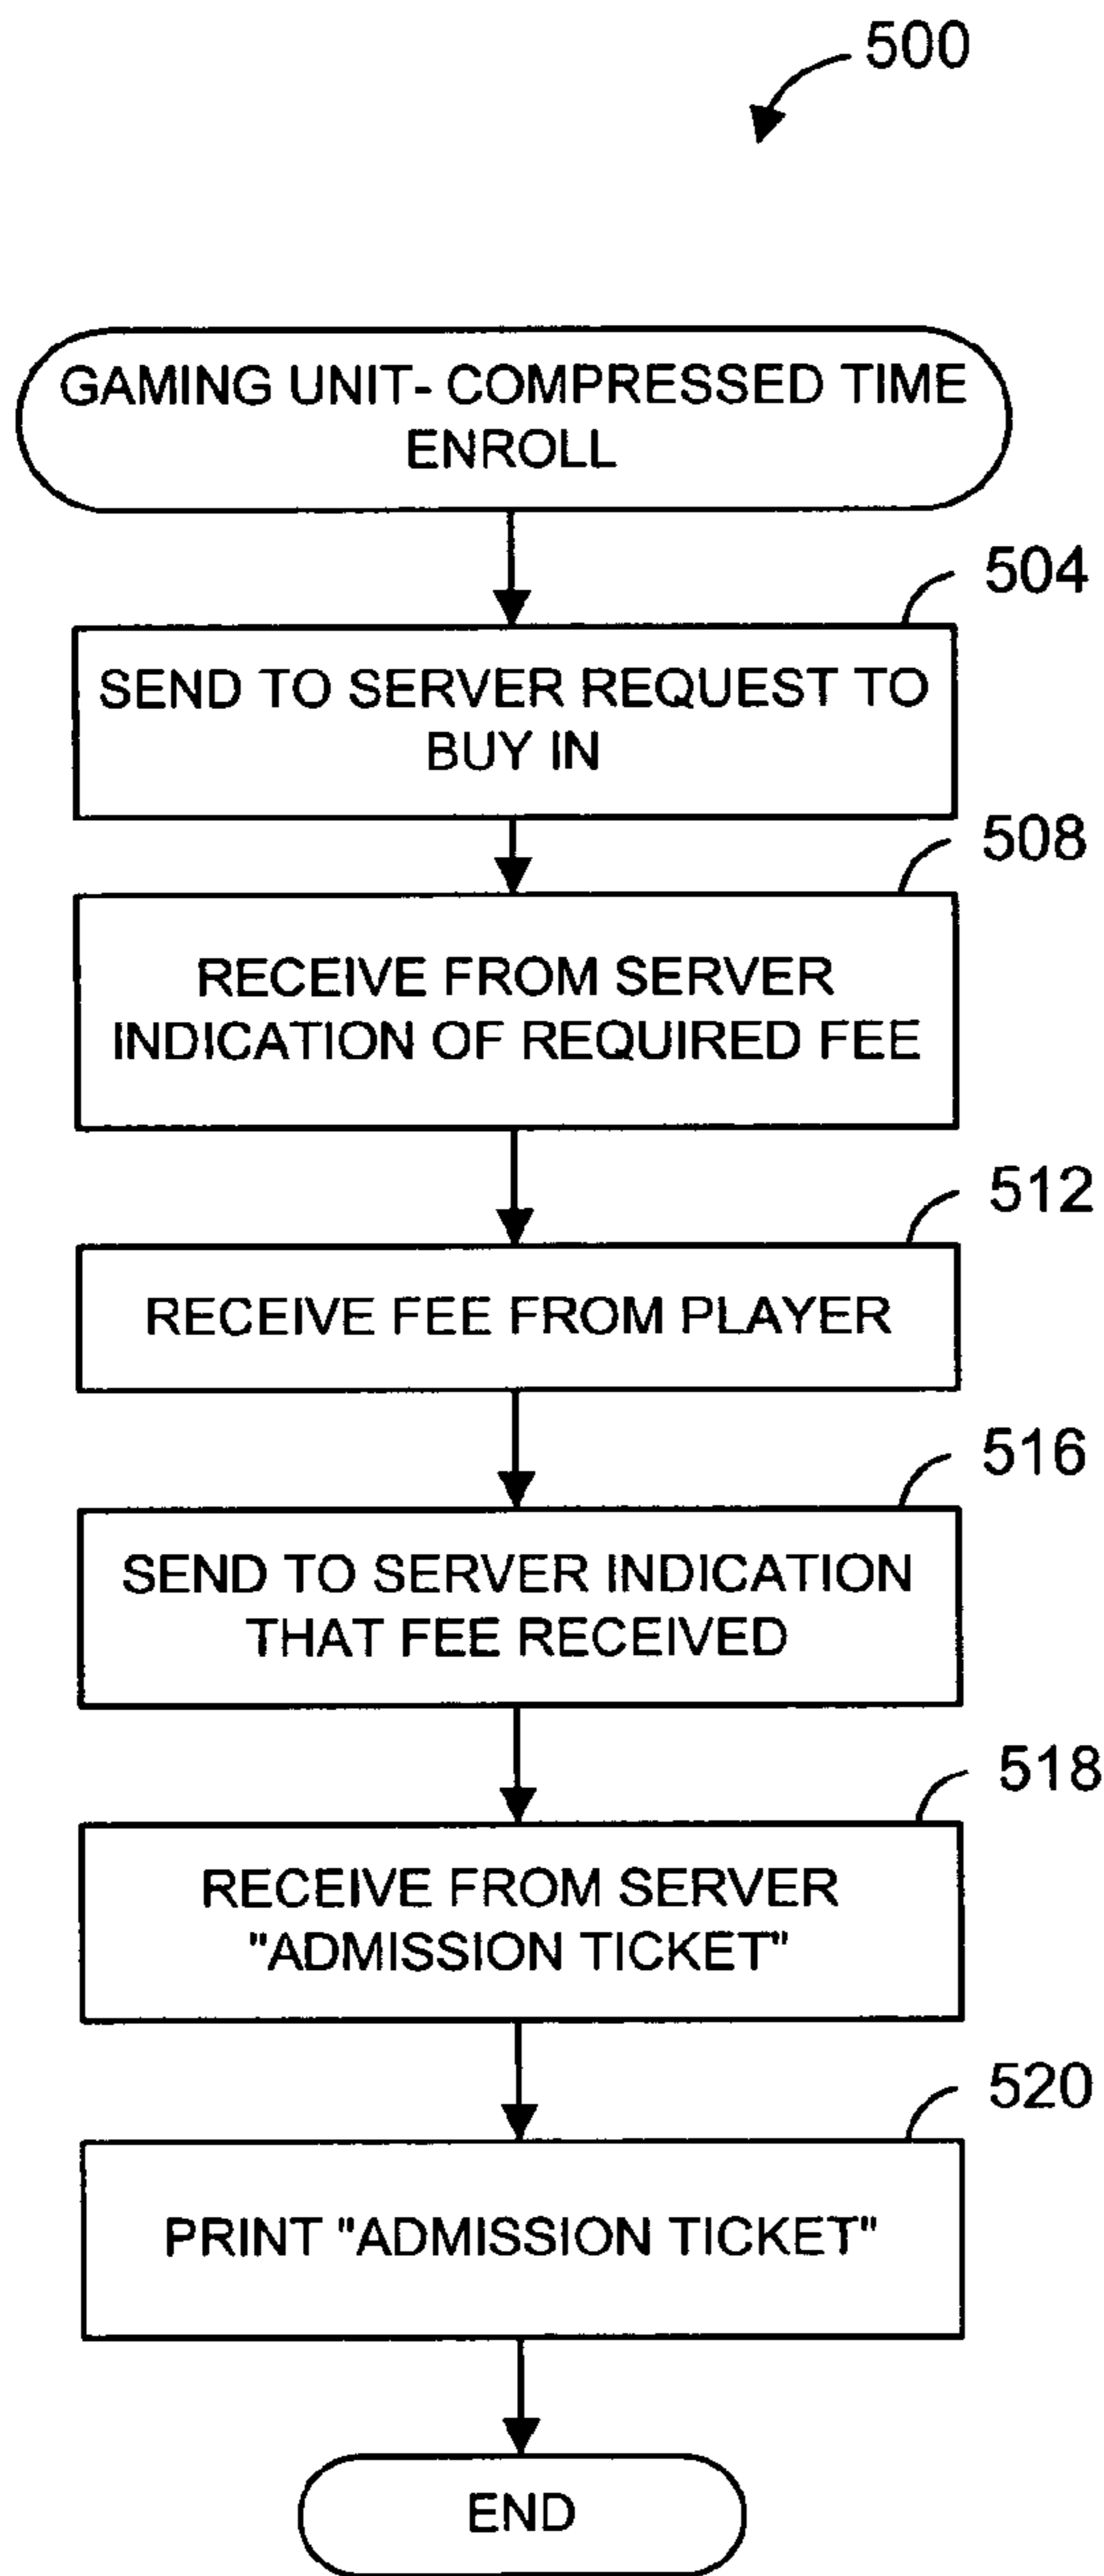 500
GAMING UNIT- COMPRESSED TIME
ENROLL
504
SEND TO SERVER REQUEST TO
BUY IN
508
RECEIVE FROM SERVER
INDICATION OF REQUIRED FEE
512
RECEIVE FEE FROM PLAYER
516
SEND TO SERVER INDICATION
THAT FEE RECEIVED
518
RECEIVE FROM SERVER
"ADMISSION TICKET"
520
PRINT "ADMISSION TICKET"
END